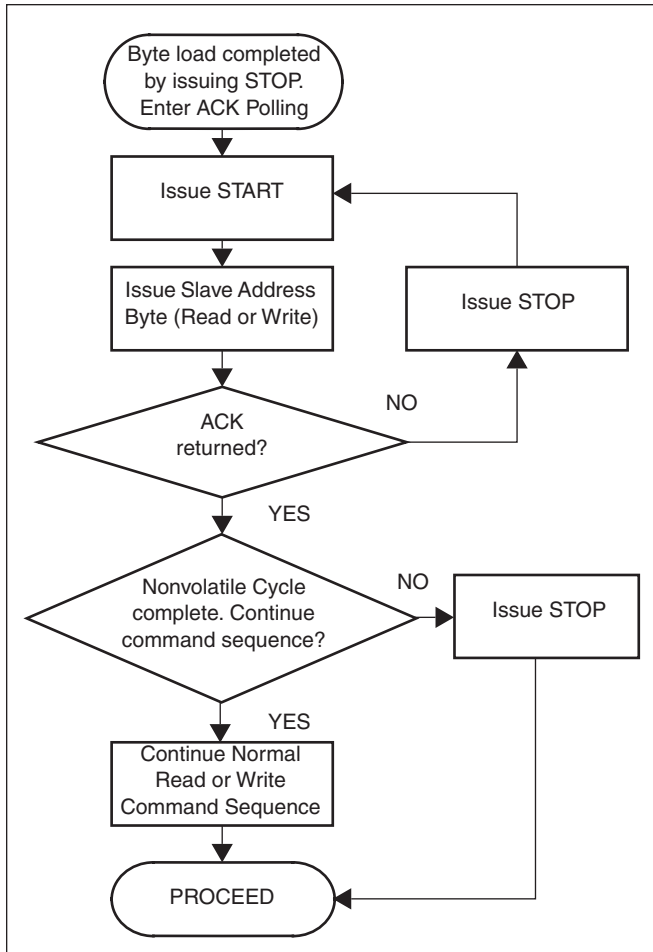 Byte load completed
by issuing STOP.
Enter ACK Polling
Issue START
Issue Slave Address
Byte (Read or Write)
Issue STOP
ACK
returned?
NO
YES
Nonvolatile Cycle
complete. Continue
command sequence?
NO
Issue STOP
YES
Continue Normal
Read or Write
Command Sequence
PROCEED